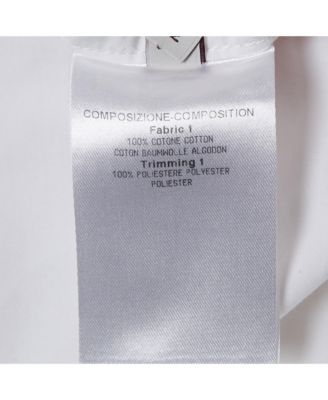 COMPOSIZIONE-COMPOSITION
Fabric 1
100% COTONE COTTON
COTON BAUMWOLLE ALGODON
Trimming 1
100% POLIESTERE POLYESTER
POLIESTER